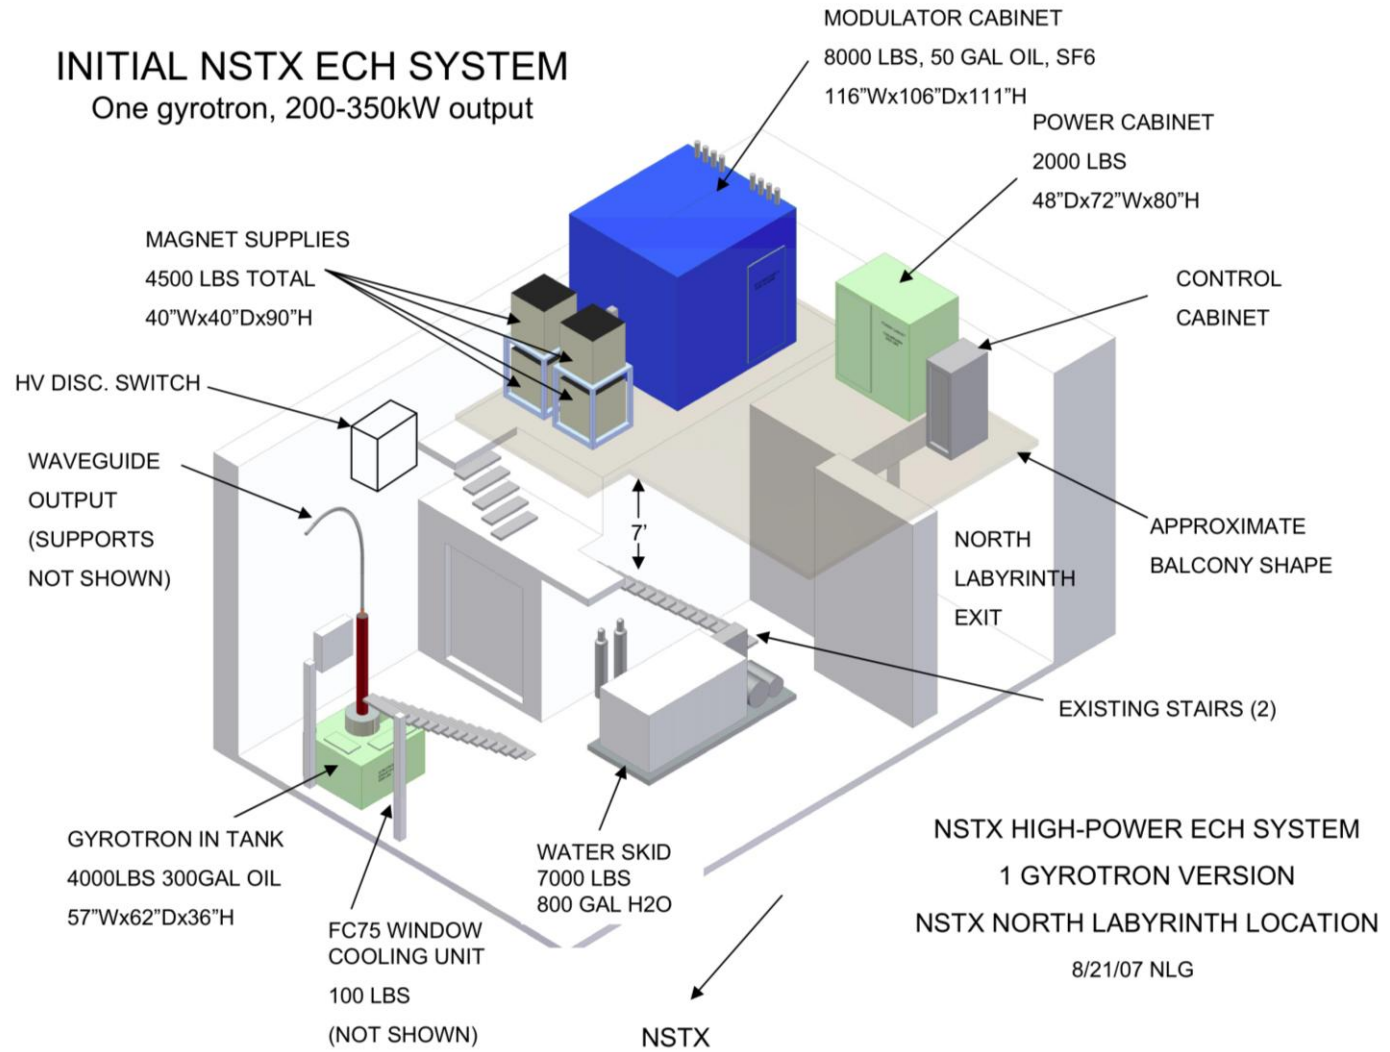 INITIAL NSTX ECH SYSTEM
One gyrotron, 200-350kW output
MODULATOR CABINET
8000 LBS, 50 GAL OIL, SF6
116”Wx106”Dx111”H
POWER CABINET
2000 LBS
48”Dx72”Wx80”H
MAGNET SUPPLIES
4500 LBS TOTAL
40”Wx40”Dx90”H
CONTROL
CABINET
HV DISC. SWITCH
WAVEGUIDE
OUTPUT
(SUPPORTS
NOT SHOWN)
7’
NORTH
LABYRINTH
EXIT
APPROXIMATE
BALCONY SHAPE
EXISTING STAIRS (2)
GYROTRON IN TANK
4000LBS 300GAL OIL
57”Wx62”Dx36”H
WATER SKID
7000 LBS
800 GAL H2O
FC75 WINDOW
COOLING UNIT
100 LBS
(NOT SHOWN)
NSTX
NSTX HIGH-POWER ECH SYSTEM
1 GYROTRON VERSION
NSTX NORTH LABYRINTH LOCATION
8/21/07 NLG